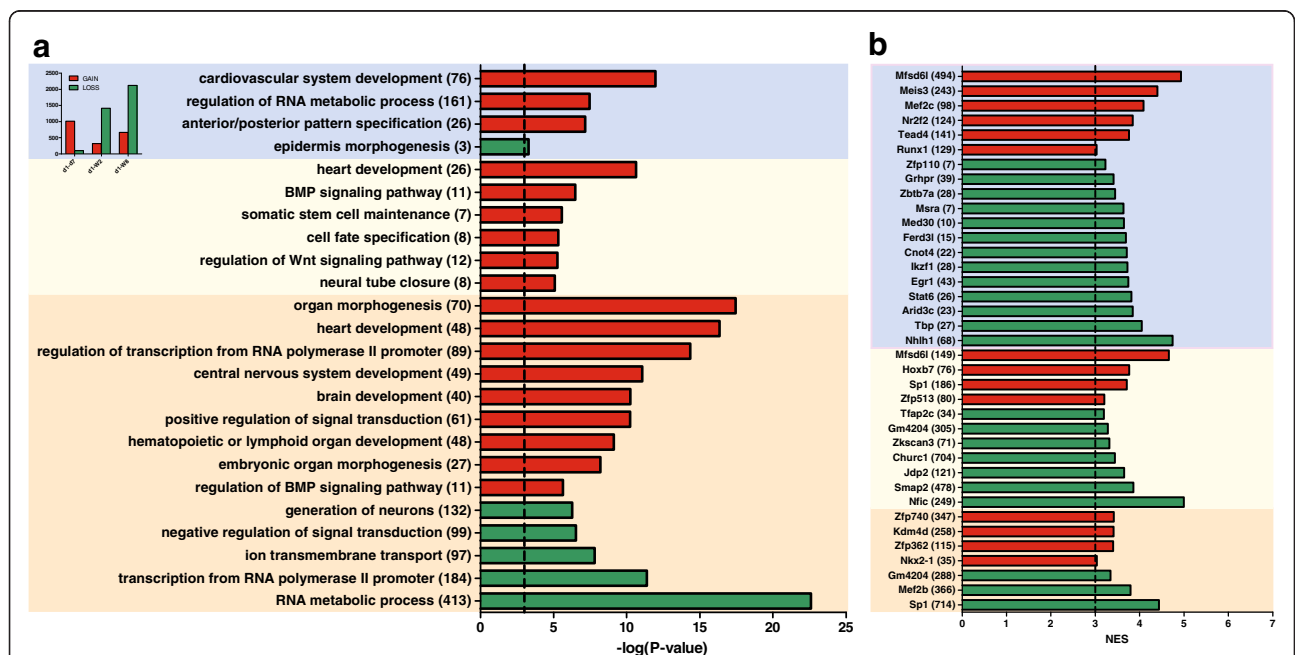 a
GAIN
LOSS
2500
2000
1500
1000
500
0
d1-d7
d1-W2
d1-W8
cardiovascular system development (76)
regulation of RNA metabolic process (161)
anterior/posterior pattern specification (26)
epidermis morphogenesis (3)
heart development (26)
BMP signaling pathway (11)
somatic stem cell maintenance (7)
cell fate specification (8)
regulation of Wnt signaling pathway (12)
neural tube closure (8)
organ morphogenesis (70)
heart development (48)
regulation of transcription from RNA polymerase II promoter (89)
central nervous system development (49)
brain development (40)
positive regulation of signal transduction (61)
hematopoietic or lymphoid organ development (48)
embryonic organ morphogenesis (27)
regulation of BMP signaling pathway (11)
generation of neurons (132)
negative regulation of signal transduction (99)
ion transmembrane transport (97)
transcription from RNA polymerase II promoter (184)
RNA metabolic process (413)
0 5 10 15 20 25
-log(P-value)
b
Mfsd6l (494)
Meis3 (243)
Mef2c (98)
Nr2f2 (124)
Tead4 (141)
Runx1 (129)
Zfp110 (7)
Grhpr (39)
Zbtb7a (28)
Msra (7)
Med30 (10)
Ferd3l (15)
Cnot4 (22)
Ikzf1 (28)
Egr1 (43)
Stat6 (26)
Arid3c (23)
Tbp (27)
Nhlh1 (68)
Mfsd6l (149)
Hoxb7 (76)
Sp1 (186)
Zfp513 (80)
Tfap2c (34)
Gm4204 (305)
Zkscan3 (71)
Churc1 (704)
Jdp2 (121)
Smap2 (478)
Nfic (249)
Zfp740 (347)
Kdm4d (258)
Zfp362 (115)
Nkx2-1 (35)
Gm4204 (288)
Mef2b (366)
Sp1 (714)
0 1 2 3 4 5 6 7
NES